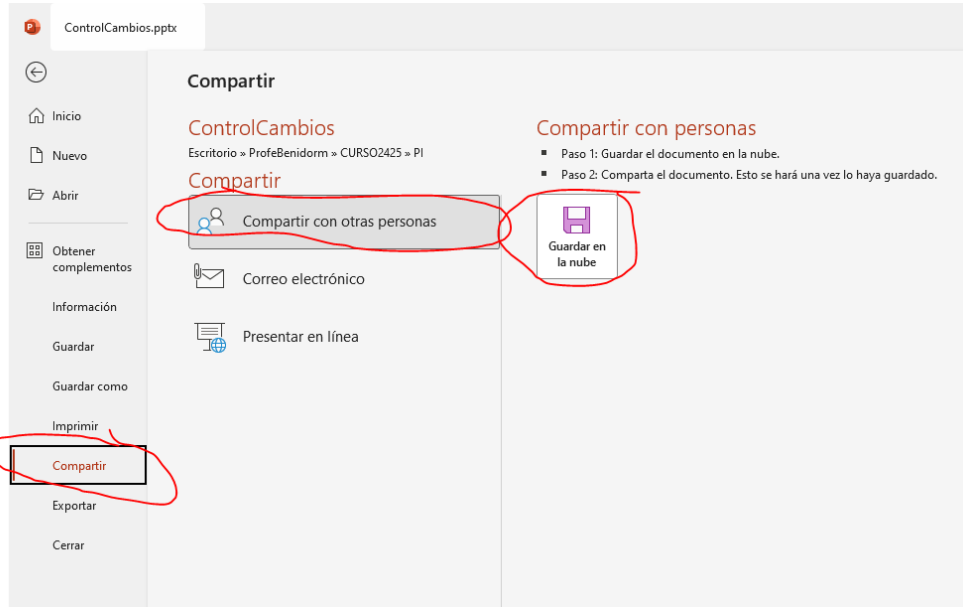 ControlCambios.pptx
Compartir
Inicio
Nuevo
Abrir
Obtener
complementos
Información
Guardar
Guardar como
Imprimir
Compartir
Exportar
Cerrar
ControlCambios
Escritorio » ProfeBenidorm » CURSO2425 » PI
Compartir
Compartir con otras personas
Correo electrónico
Presentar en línea
Compartir con personas
Paso 1: Guardar el documento en la nube.
Paso 2: Comparta el documento. Esto se hará una vez lo haya guardado.
Guardar en
la nube